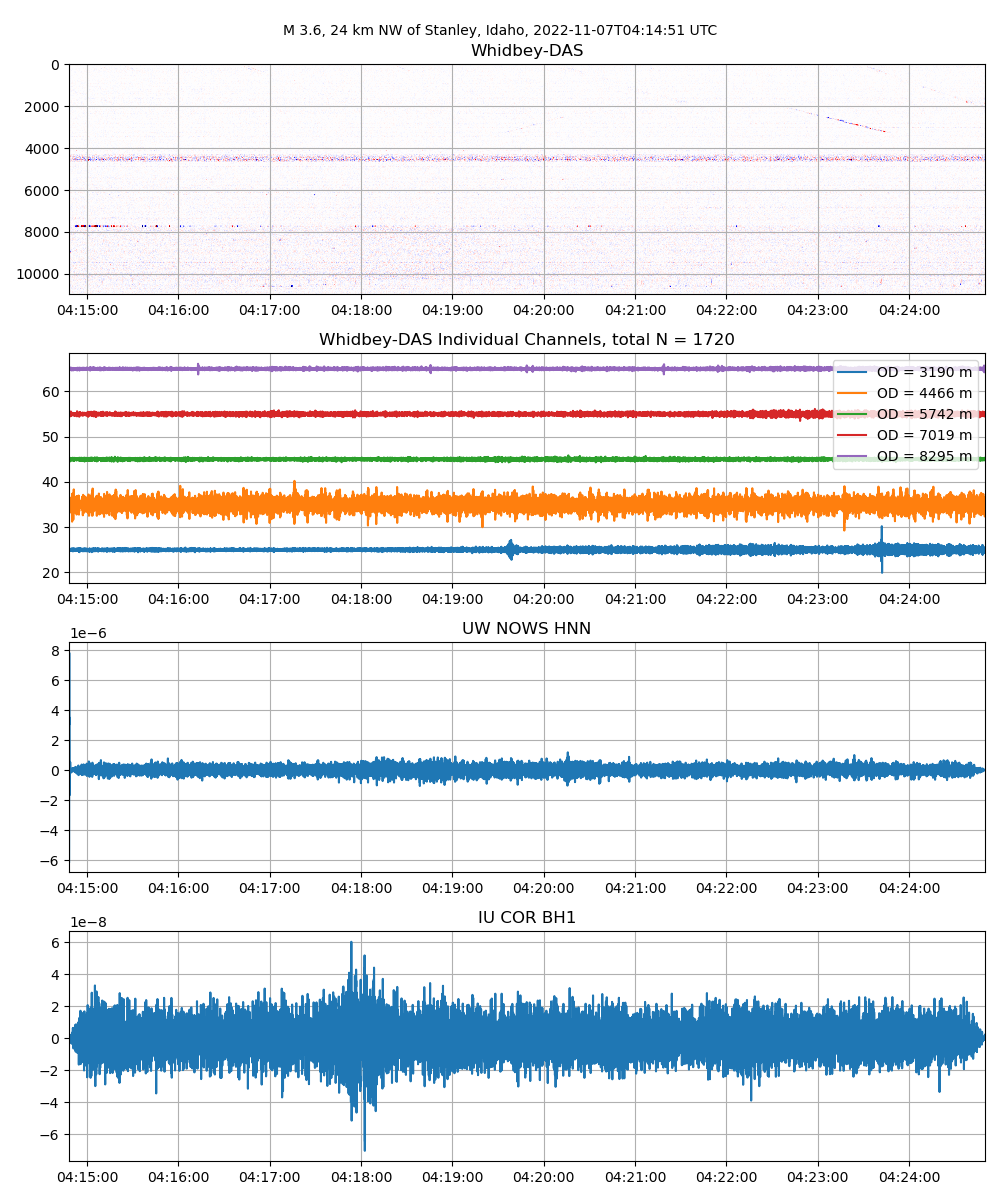 M 3.6, 24 km NW of Stanley, Idaho, 2022-11-07T04:14:51 UTC
Whidbey-DAS
0
2000
4000
6000
8000
10000
04:15:00 04:16:00 04:17:00 04:18:00 04:19:00 04:20:00 04:21:00 04:22:00 04:23:00 04:24:00
Whidbey-DAS Individual Channels, total N = 1720
60
50
40
30
20
OD = 3190 m
OD = 4466 m
OD = 5742 m
OD = 7019 m
OD = 8295 m
04:15:00 04:16:00 04:17:00 04:18:00 04:19:00 04:20:00 04:21:00 04:22:00 04:23:00 04:24:00
UW NOWS HNN
1e−6
8
6
4
2
0
−2
−4
−6
04:15:00 04:16:00 04:17:00 04:18:00 04:19:00 04:20:00 04:21:00 04:22:00 04:23:00 04:24:00
IU COR BH1
1e−8
6
4
2
0
−2
−4
−6
04:15:00 04:16:00 04:17:00 04:18:00 04:19:00 04:20:00 04:21:00 04:22:00 04:23:00 04:24:00